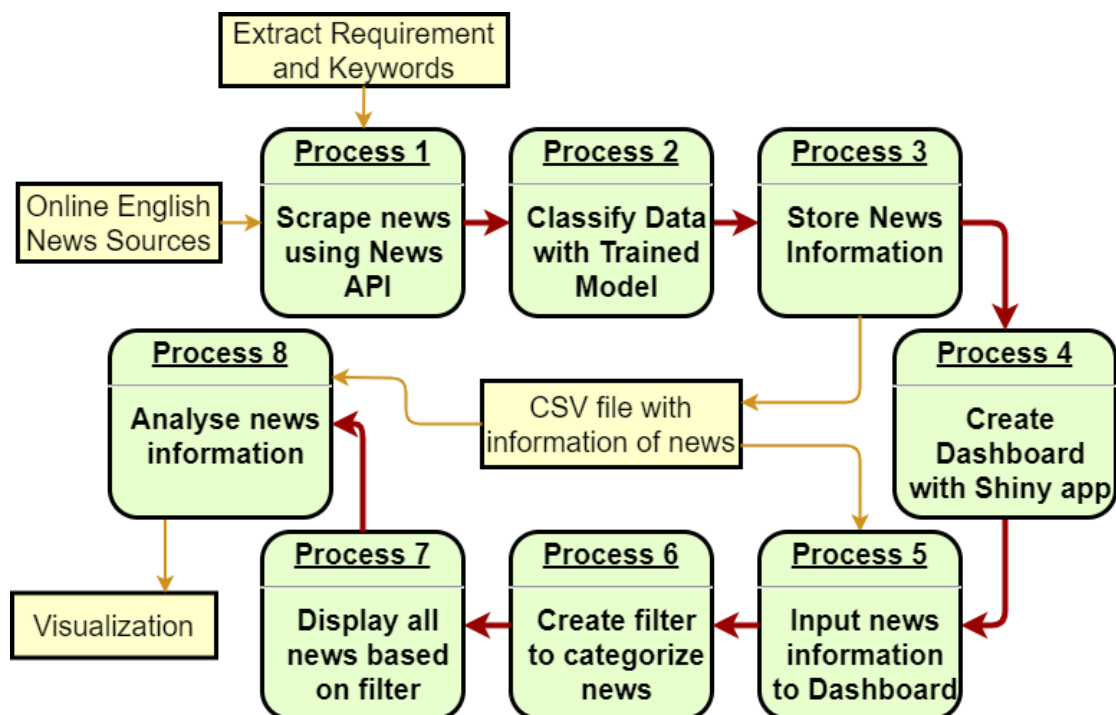 Extract Requirement
and Keywords
Online English
News Sources
Process 1
Scrape news
using News
API
Process 2
Classify Data
with Trained
Model
Process 3
Store News
Information
Process 4
Create
Dashboard
with Shiny app
CSV file with
information of news
Process 5
Input news
information
to Dashboard
Process 6
Create filter
to categorize
news
Process 7
Display all
news based
on filter
Process 8
Analyse news
information
Visualization